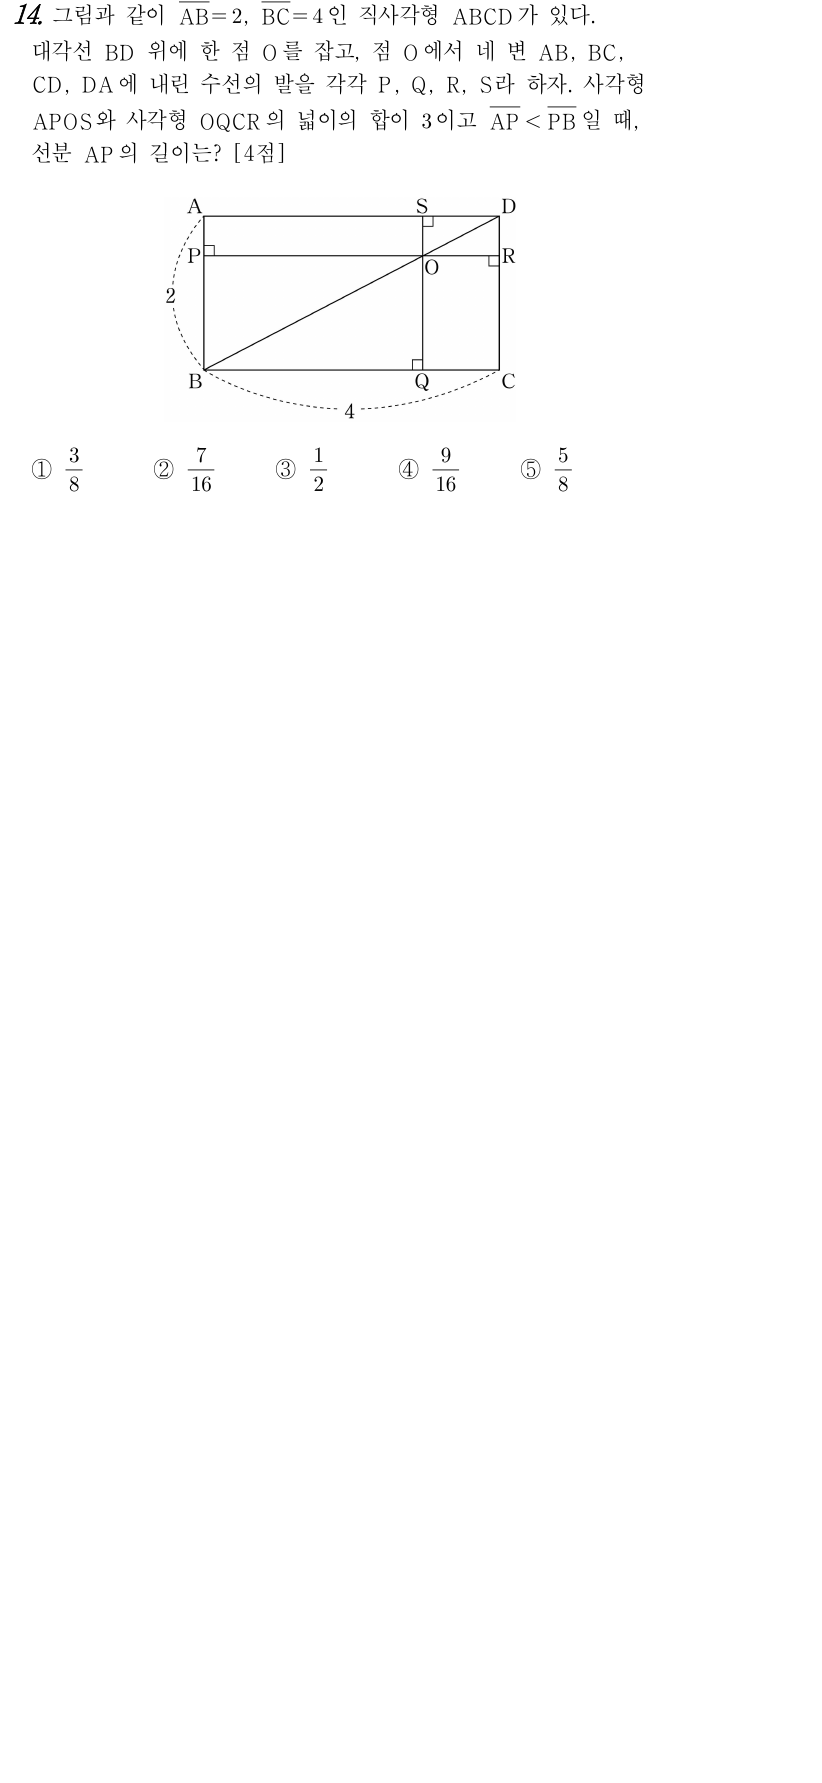 14. 그림과 같이 $\overline{AB}=2$, $\overline{BC}=4$인 직사각형 ABCD가 있다.
대각선 BD 위에 한 점 O를 잡고, 점 O에서 네 변 AB, BC,
CD, DA에 내린 수선의 발을 각각 P, Q, R, S라 하자. 사각형
APOS와 사각형 OQCR의 넓이의 합이 3이고 $\overline{AP}<\overline{PB}$일 때,
선분 AP의 길이는? [4점]
A S D
P O R
2
B Q C
4
① $\frac{3}{8}$ ② $\frac{7}{16}$ ③ $\frac{1}{2}$ ④ $\frac{9}{16}$ ⑤ $\frac{5}{8}$